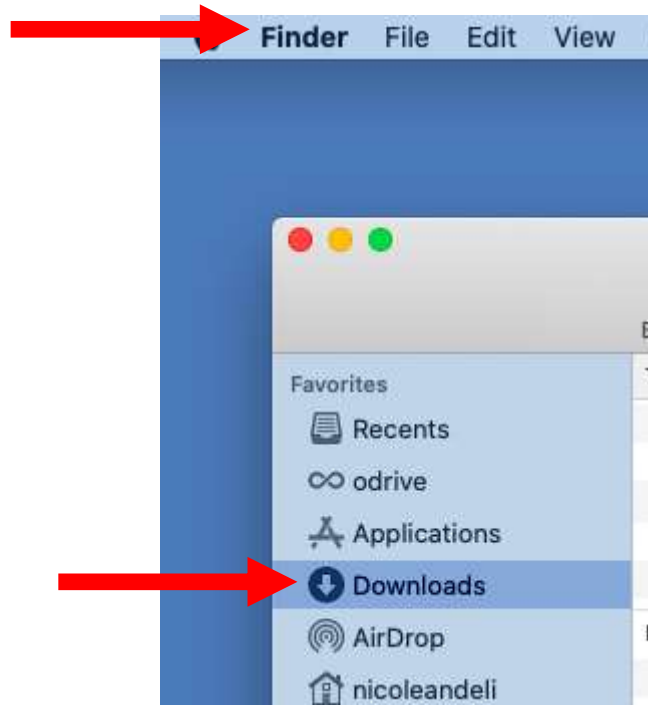 Finder File Edit View
Favorites
Recents
odrive
Applications
Downloads
AirDrop
nicoleandeli